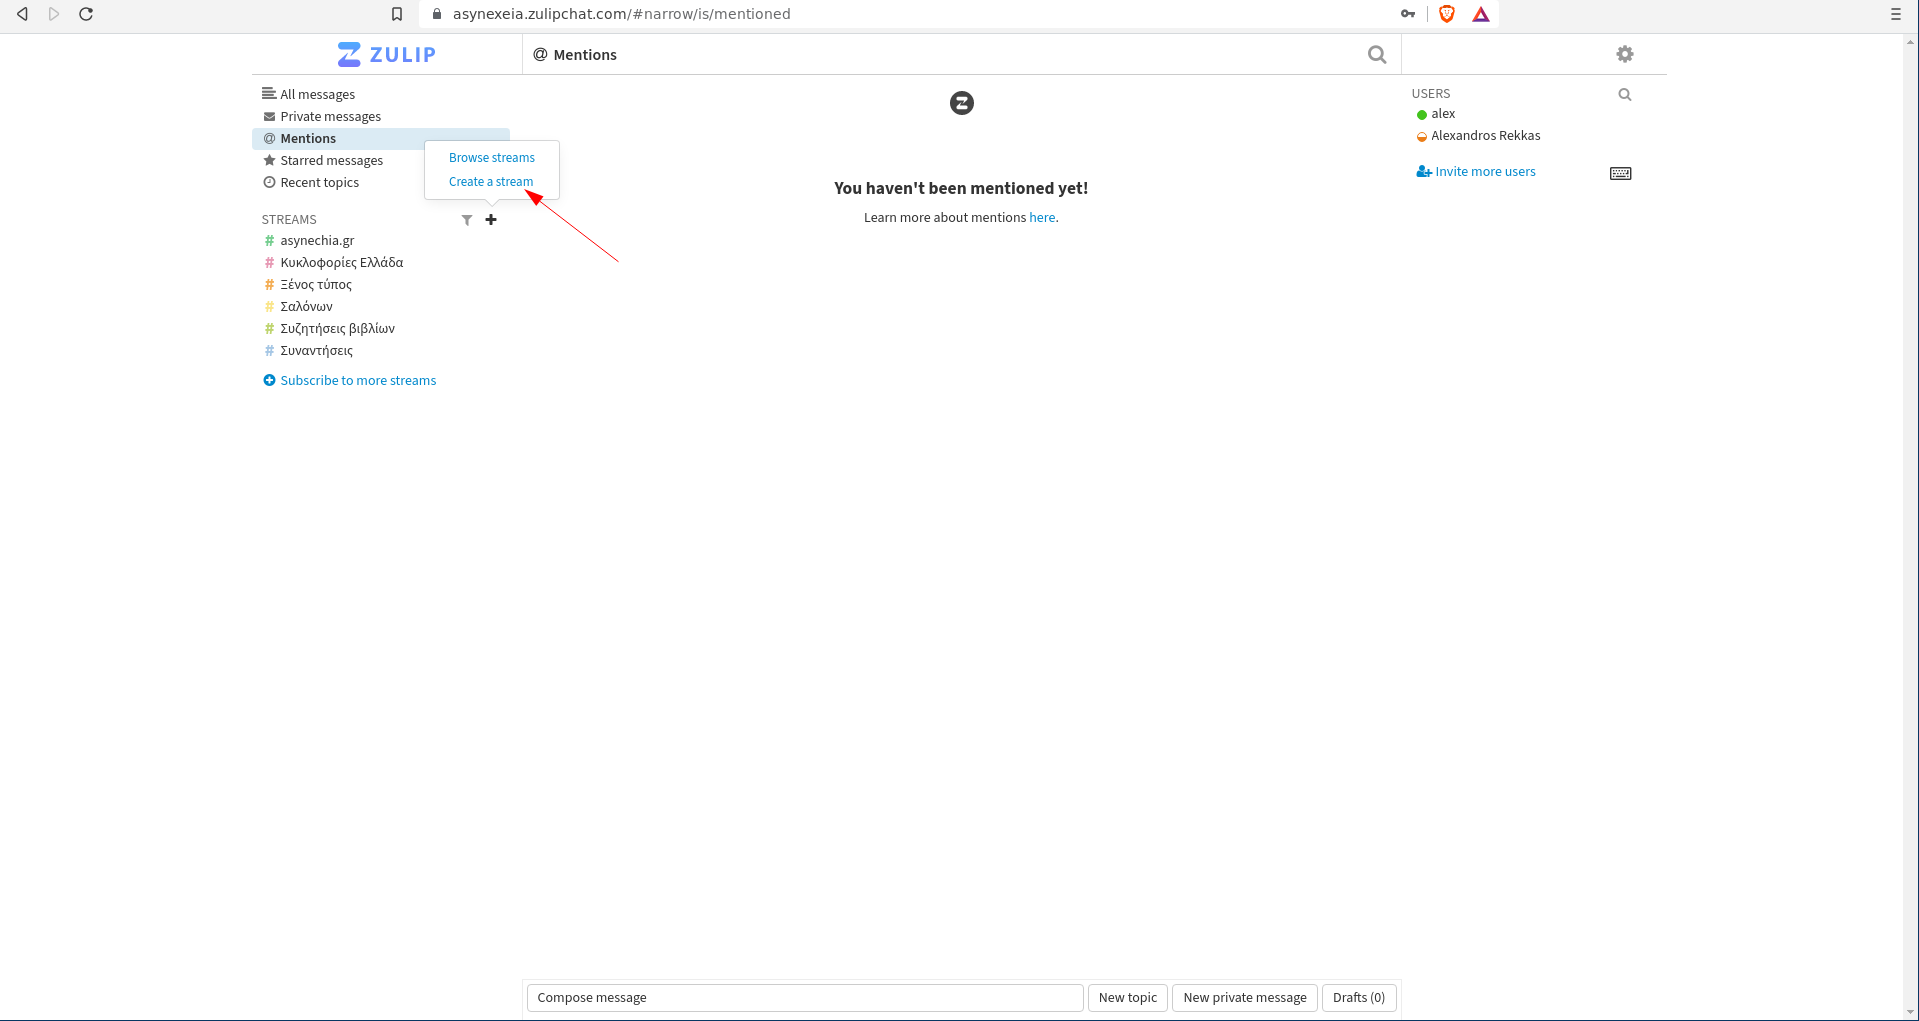 asynexeia.zulipchat.com/#narrow/is/mentioned
ZULIP
@ Mentions
All messages
Private messages
@ Mentions
Starred messages
Recent topics
Browse streams
Create a stream
STREAMS
# asynechia.gr
# Κυκλοφορίες Ελλάδα
# Ξένος τύπος
# Σαλόνων
# Συζητήσεις βιβλίων
# Συναντήσεις
Subscribe to more streams
You haven't been mentioned yet!
Learn more about mentions here.
USERS
alex
Alexandros Rekkas
Invite more users
Compose message
New topic
New private message
Drafts (0)